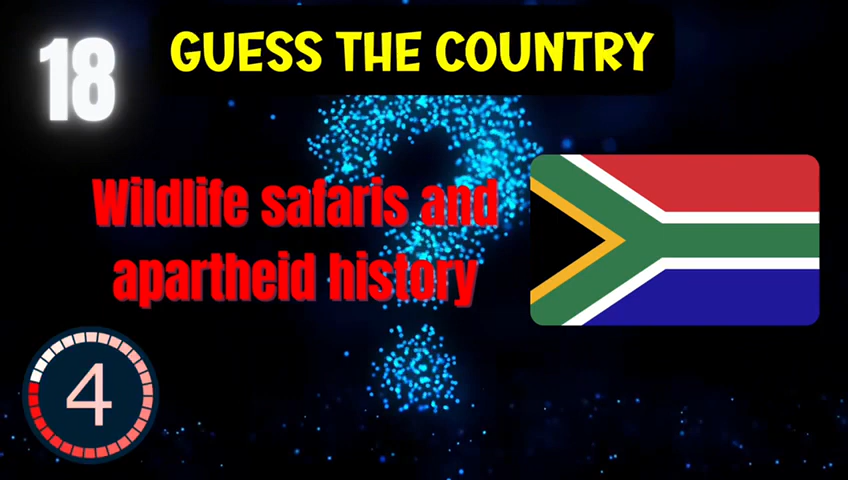 18
GUESS THE COUNTRY
Wildlife safaris and
apartheid history
4